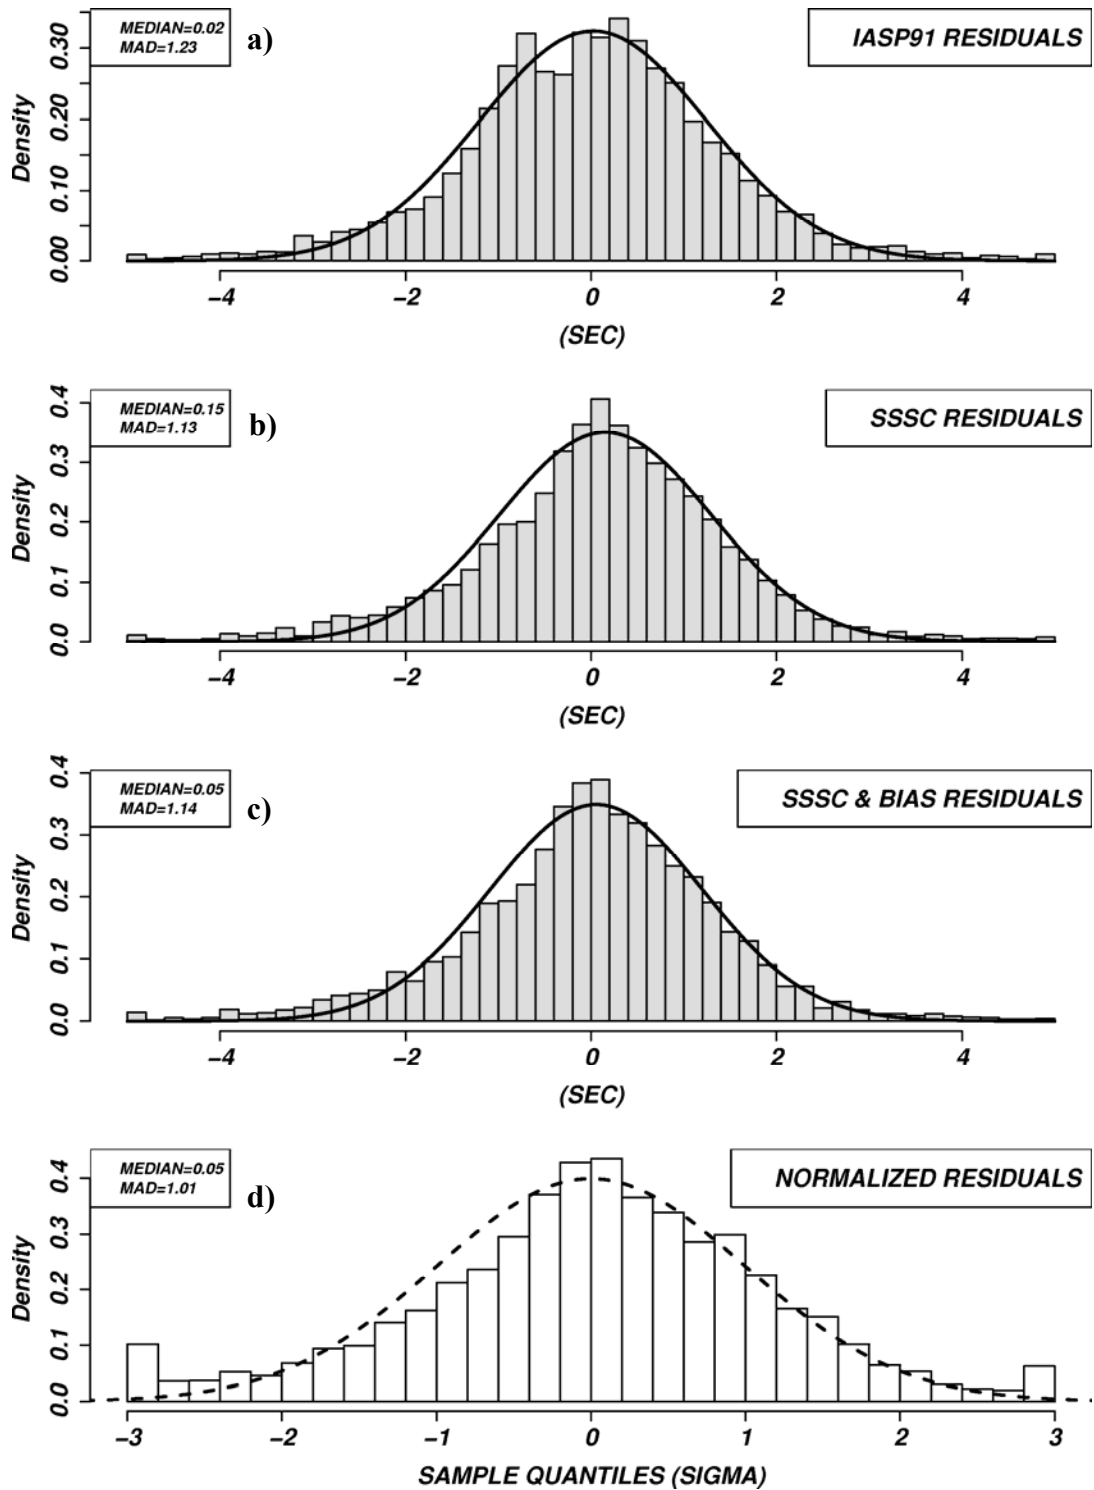 MEDIAN=0.02
MAD=1.23
a)
IASP91 RESIDUALS
Density
0.00 0.10 0.20 0.30
−4 −2 0 2 4
(SEC)
MEDIAN=0.15
MAD=1.13
b)
SSSC RESIDUALS
Density
0.0 0.1 0.2 0.3 0.4
−4 −2 0 2 4
(SEC)
MEDIAN=0.05
MAD=1.14
c)
SSSC & BIAS RESIDUALS
Density
0.0 0.1 0.2 0.3 0.4
−4 −2 0 2 4
(SEC)
MEDIAN=0.05
MAD=1.01
d)
NORMALIZED RESIDUALS
Density
0.0 0.1 0.2 0.3 0.4
−3 −2 −1 0 1 2 3
SAMPLE QUANTILES (SIGMA)